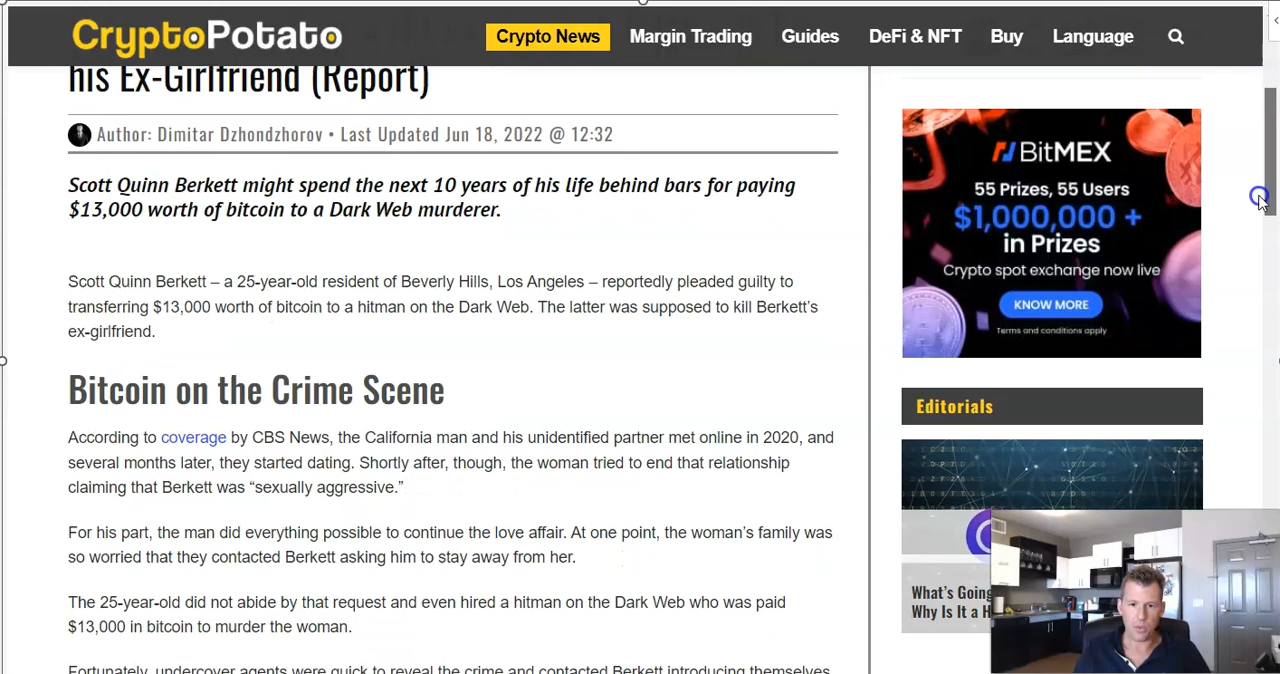 CryptoPotato
Crypto News
Margin Trading
Guides
DeFi & NFT
Buy
Language
his Ex-Girlfriend (Report)
Author: Dimitar Dzhondzhorov • Last Updated Jun 18, 2022 @ 12:32
Scott Quinn Berkett might spend the next 10 years of his life behind bars for paying
$13,000 worth of bitcoin to a Dark Web murderer.
Scott Quinn Berkett – a 25-year-old resident of Beverly Hills, Los Angeles – reportedly pleaded guilty to
transferring $13,000 worth of bitcoin to a hitman on the Dark Web. The latter was supposed to kill Berkett’s
ex-girlfriend.
Bitcoin on the Crime Scene
According to coverage by CBS News, the California man and his unidentified partner met online in 2020, and
several months later, they started dating. Shortly after, though, the woman tried to end that relationship
claiming that Berkett was “sexually aggressive.”
For his part, the man did everything possible to continue the love affair. At one point, the woman’s family was
so worried that they contacted Berkett asking him to stay away from her.
The 25-year-old did not abide by that request and even hired a hitman on the Dark Web who was paid
$13,000 in bitcoin to murder the woman.
Fortunately, undercover agents were quick to reveal the crime and contacted Berkett introducing themselves
BitMEX
55 Prizes, 55 Users
$1,000,000 +
in Prizes
Crypto spot exchange now live
KNOW MORE
Terms and conditions apply
Editorials
What’s Going
Why Is It a H